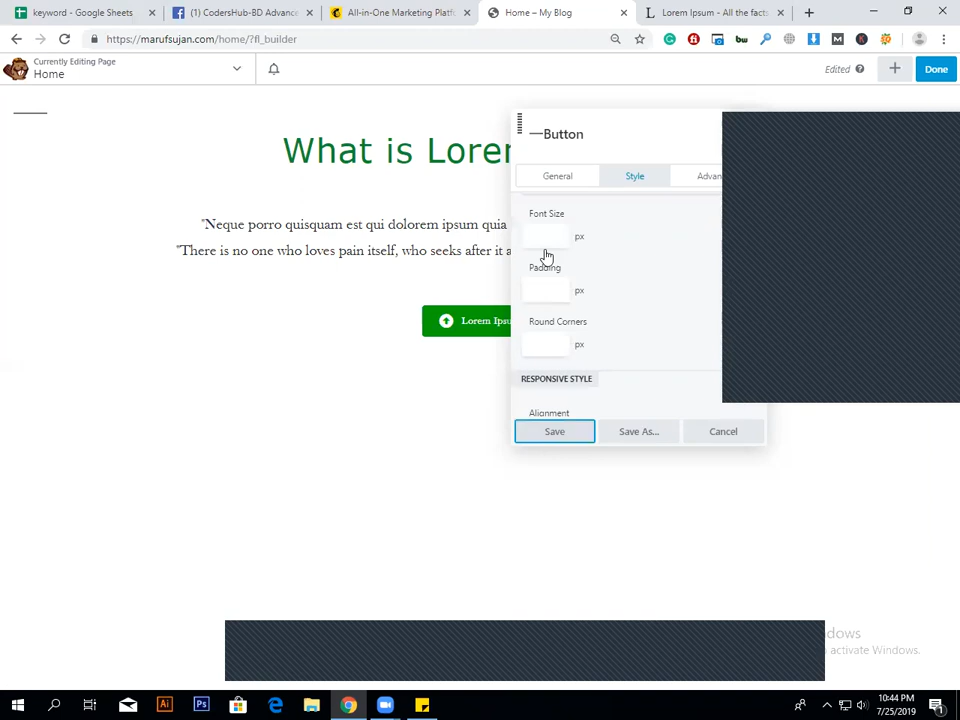 keyword - Google Sheets
(1) CodersHub-BD Advance
All-in-One Marketing Platfo
Home – My Blog
Lorem Ipsum - All the facts
https://marufsujan.com/home/?fl_builder
Currently Editing Page
Home
Edited
Done
—Button
What is Lorem
General
Style
Advan
Font Size
px
"Neque porro quisquam est qui dolorem ipsum quia
"There is no one who loves pain itself, who seeks after it a
Padding
px
Lorem Ipsu
Round Corners
px
RESPONSIVE STYLE
Alignment
Save
Save As...
Cancel
dows
activate Windows.
10:44 PM
7/25/2019